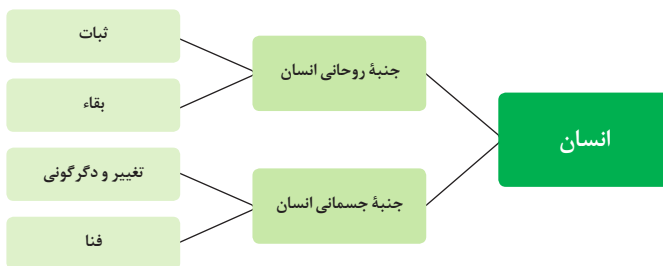 انسان
جنبهٔ روحانی انسان
ثبات
بقاء
جنبهٔ جسمانی انسان
تغییر و دگرگونی
فنا